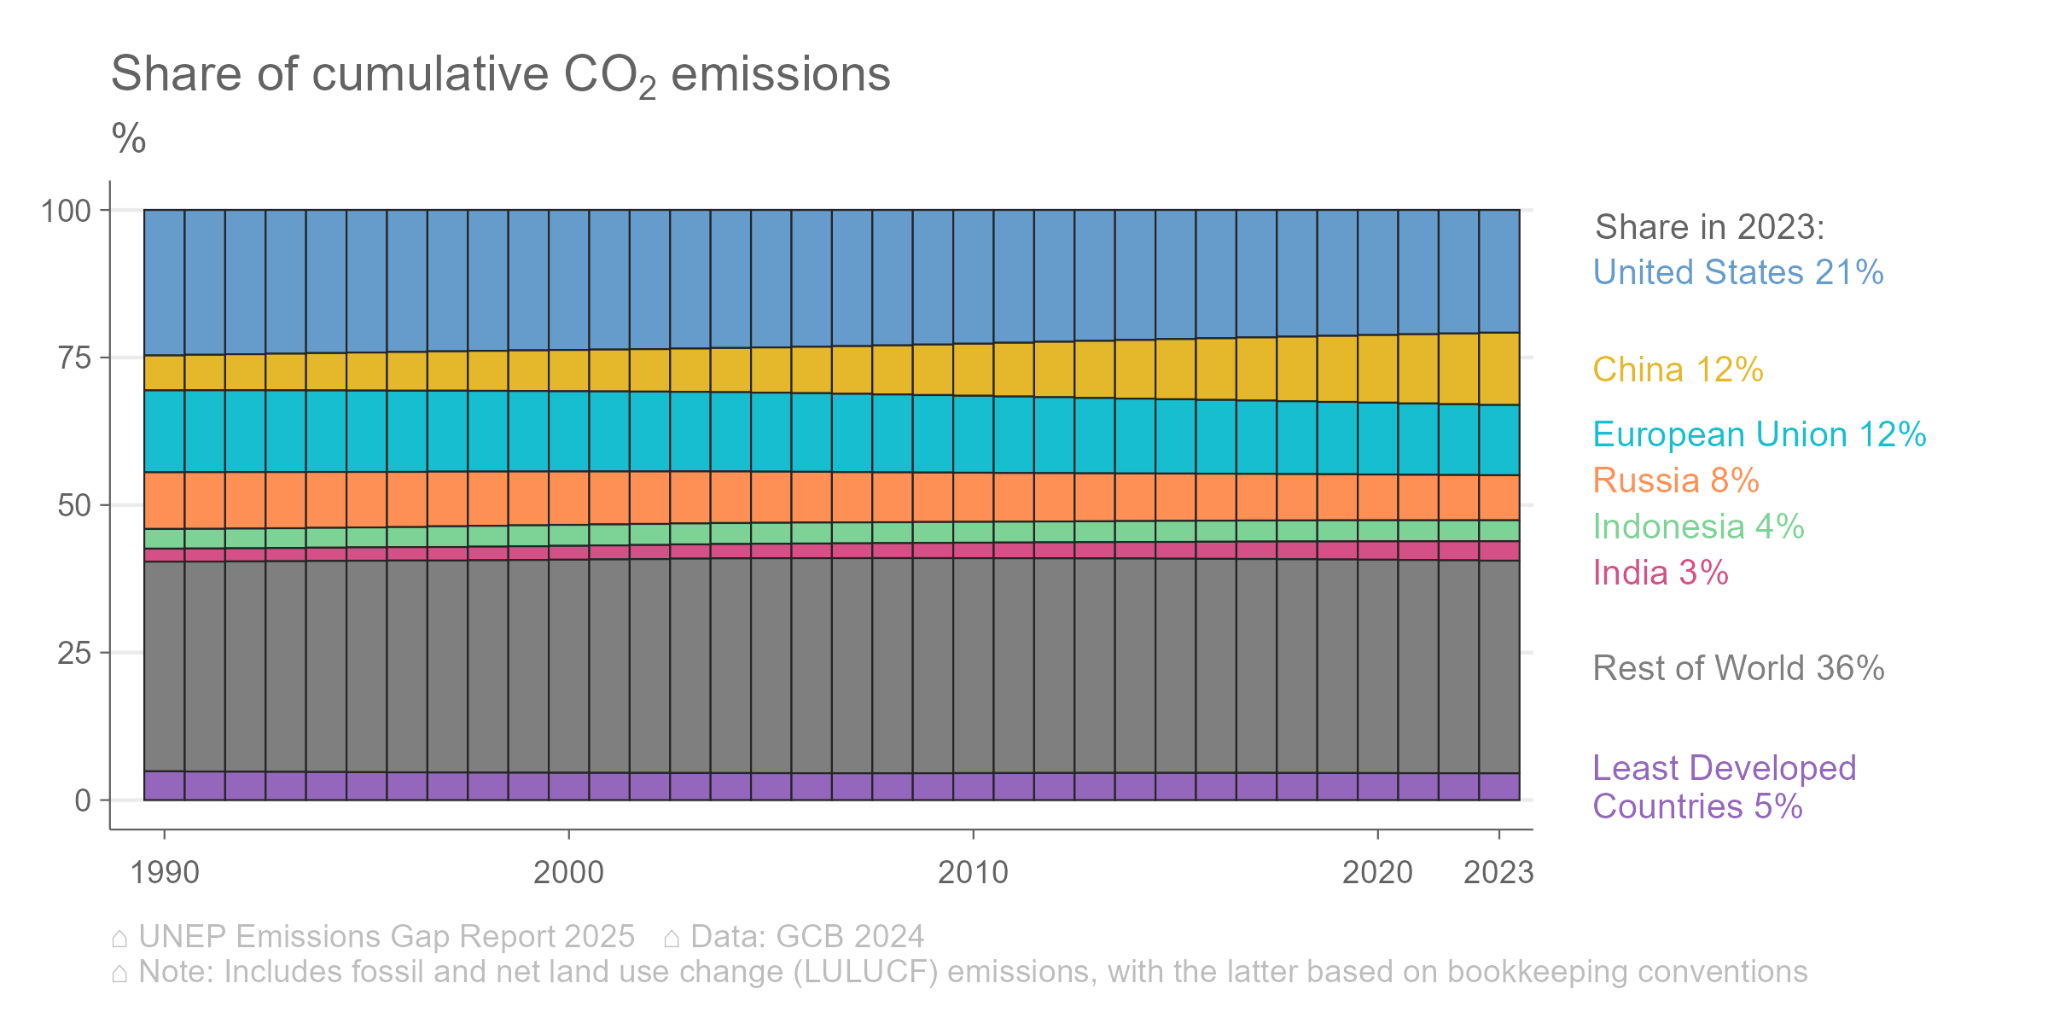 Share of cumulative CO₂ emissions
%
100
75
50
25
0
1990 2000 2010 2020 2023
Share in 2023:
United States 21%
China 12%
European Union 12%
Russia 8%
Indonesia 4%
India 3%
Rest of World 36%
Least Developed
Countries 5%
⌂ UNEP Emissions Gap Report 2025 ⌂ Data: GCB 2024
⌂ Note: Includes fossil and net land use change (LULUCF) emissions, with the latter based on bookkeeping conventions